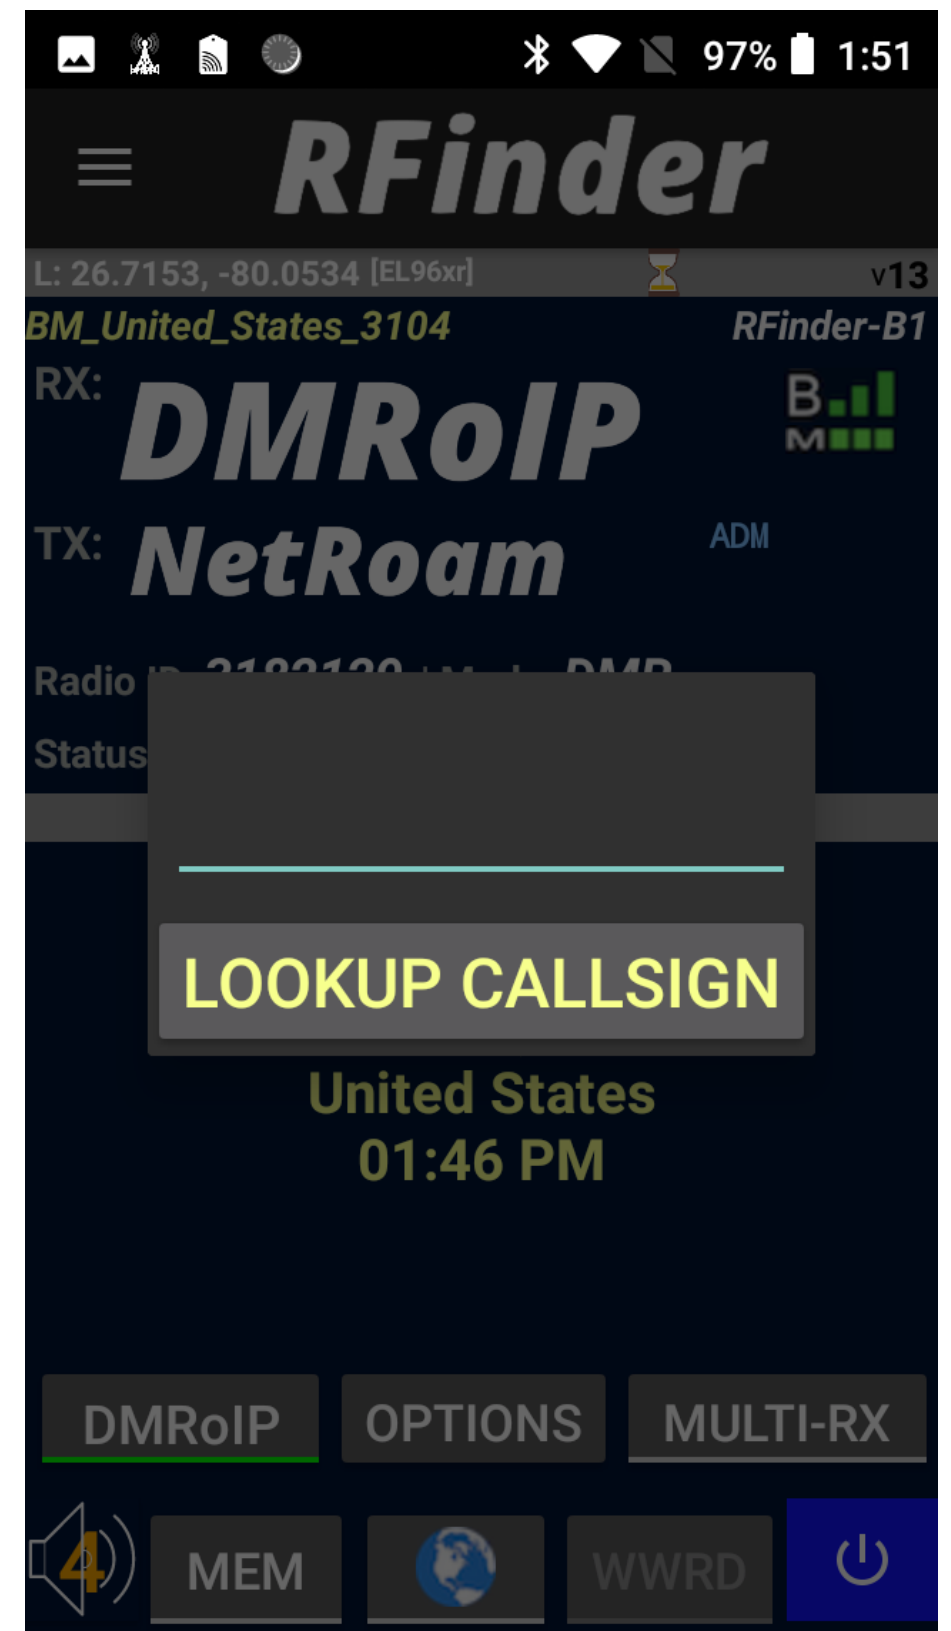 97% 1:51
RFinder
L: 26.7153, -80.0534 [EL96xr] v13
BM_United_States_3104 RFinder-B1
RX: DMRoIP B
M
TX: NetRoam ADM
Radio
Status
LOOKUP CALLSIGN
United States
01:46 PM
DMRoIP OPTIONS MULTI-RX
4 MEM WWRD